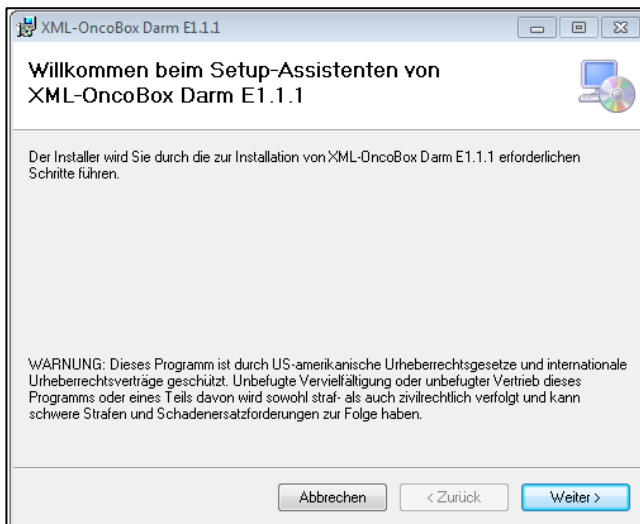 XML-OncoBox Darm E1.1.1
Willkommen beim Setup-Assistenten von
XML-OncoBox Darm E1.1.1
Der Installer wird Sie durch die zur Installation von XML-OncoBox Darm E1.1.1 erforderlichen
Schritte führen.
WARNUNG: Dieses Programm ist durch US-amerikanische Urheberrechtsgesetze und internationale
Urheberrechtsverträge geschützt. Unbefugte Vervielfältigung oder unbefugter Vertrieb dieses
Programms oder eines Teils davon wird sowohl straf- als auch zivilrechtlich verfolgt und kann
schwere Strafen und Schadenersatzforderungen zur Folge haben.
Abbrechen < Zurück Weiter >